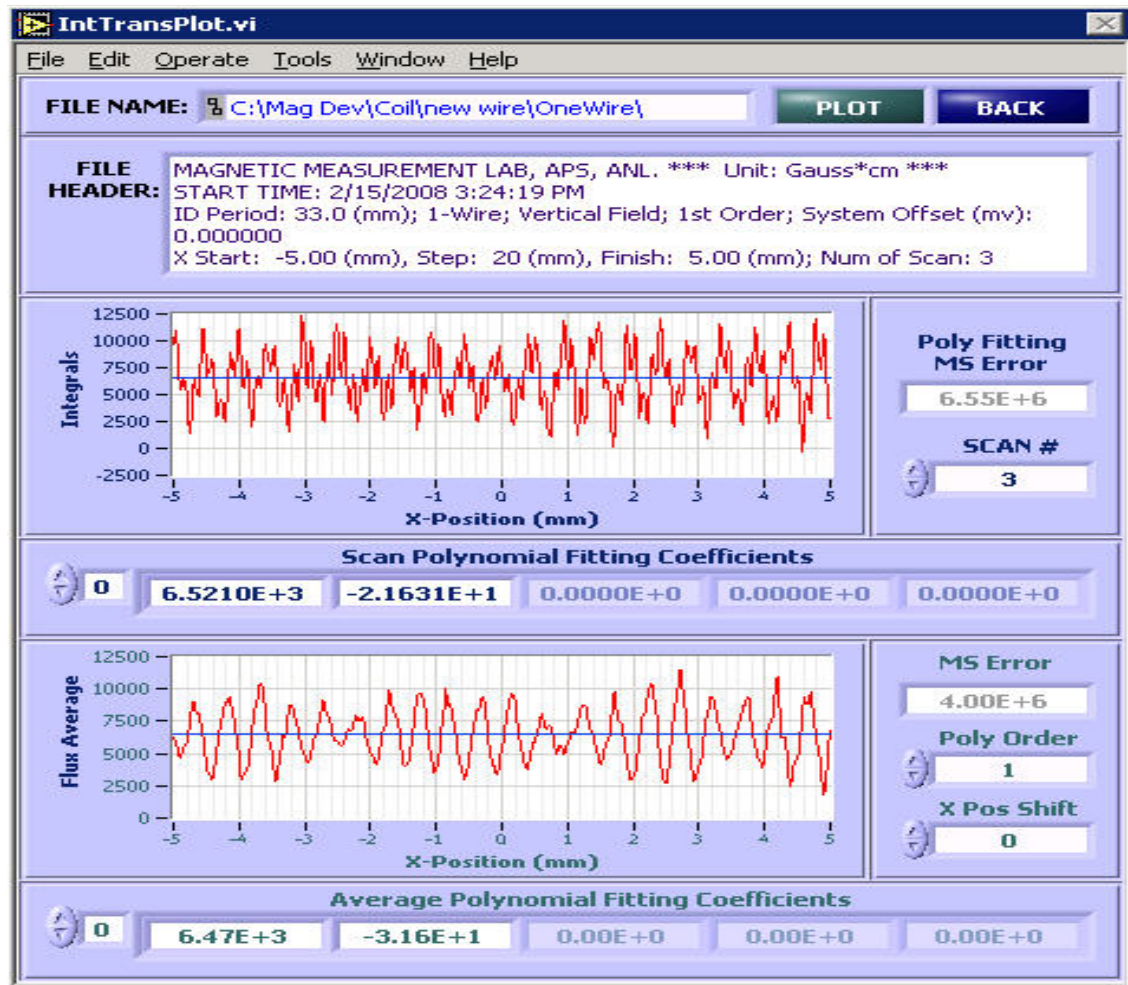 IntTransPlot.vi
File Edit Operate Tools Window Help
FILE NAME: C:\Mag Dev\Coil\new wire\OneWire\ PLOT BACK
FILE HEADER:
MAGNETIC MEASUREMENT LAB, APS, ANL. *** Unit: Gauss*cm ***
START TIME: 2/15/2008 3:24:19 PM
ID Period: 33.0 (mm); 1-Wire; Vertical Field; 1st Order; System Offset (mv):
0.000000
X Start: -5.00 (mm), Step: 20 (mm), Finish: 5.00 (mm); Num of Scan: 3
12500
10000
7500
5000
2500
0
-2500
Integrals
-5 -4 -3 -2 -1 0 1 2 3 4 5
X-Position (mm)
Poly Fitting
MS Error
6.55E+6
SCAN #
3
Scan Polynomial Fitting Coefficients
0 6.5210E+3 -2.1631E+1 0.0000E+0 0.0000E+0 0.0000E+0
12500
10000
7500
5000
2500
0
Flux Average
-5 -4 -3 -2 -1 0 1 2 3 4 5
X-Position (mm)
MS Error
4.00E+6
Poly Order
1
X Pos Shift
0
Average Polynomial Fitting Coefficients
0 6.47E+3 -3.16E+1 0.00E+0 0.00E+0 0.00E+0